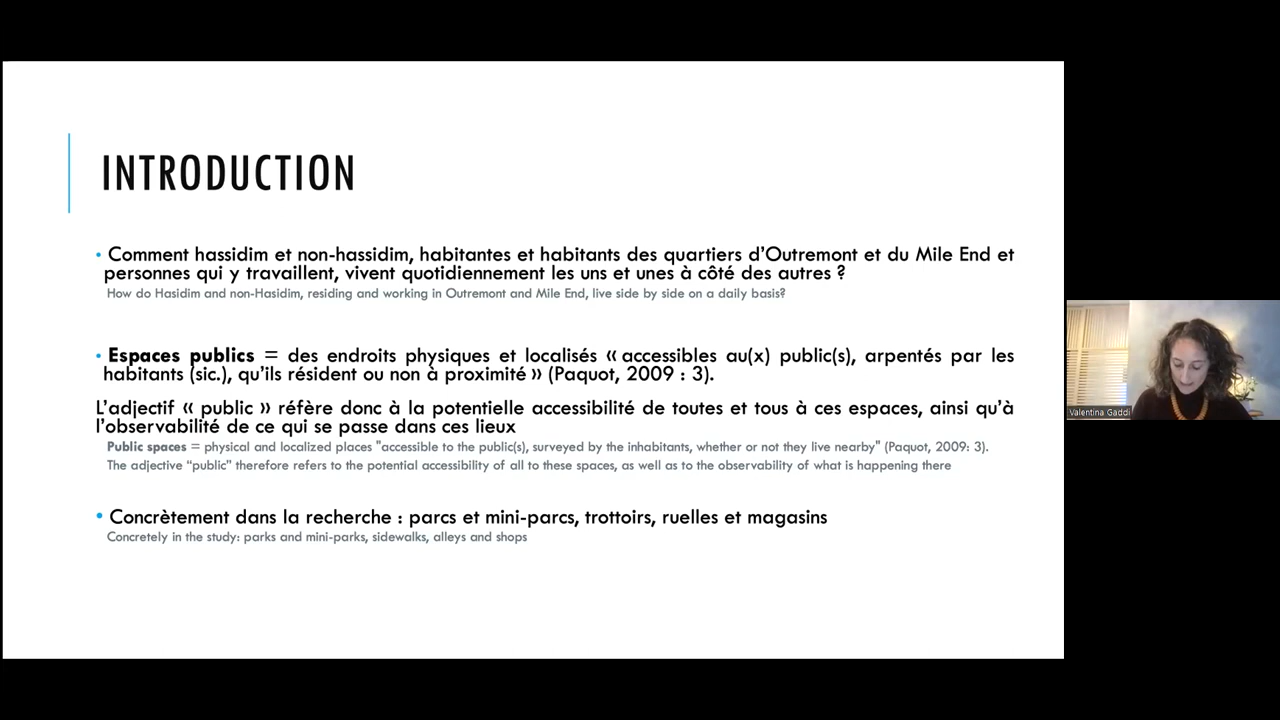 INTRODUCTION
• Comment hassidim et non-hassidim, habitantes et habitants des quartiers d'Outremont et du Mile End et
personnes qui y travaillent, vivent quotidiennement les uns et unes à côté des autres ?
How do Hasidim and non-Hasidim, residing and working in Outremont and Mile End, live side by side on a daily basis?
• Espaces publics = des endroits physiques et localisés « accessibles au(x) public(s), arpentés par les
habitants (sic.), qu'ils résident ou non à proximité » (Paquot, 2009 : 3).
L'adjectif « public » réfère donc à la potentielle accessibilité de toutes et tous à ces espaces, ainsi qu'à
l'observabilité de ce qui se passe dans ces lieux
Public spaces = physical and localized places "accessible to the public(s), surveyed by the inhabitants, whether or not they live nearby" (Paquot, 2009: 3).
The adjective “public” therefore refers to the potential accessibility of all to these spaces, as well as to the observability of what is happening there
• Concrètement dans la recherche : parcs et mini-parcs, trottoirs, ruelles et magasins
Concretely in the study: parks and mini-parks, sidewalks, alleys and shops
Valentina Gaddi